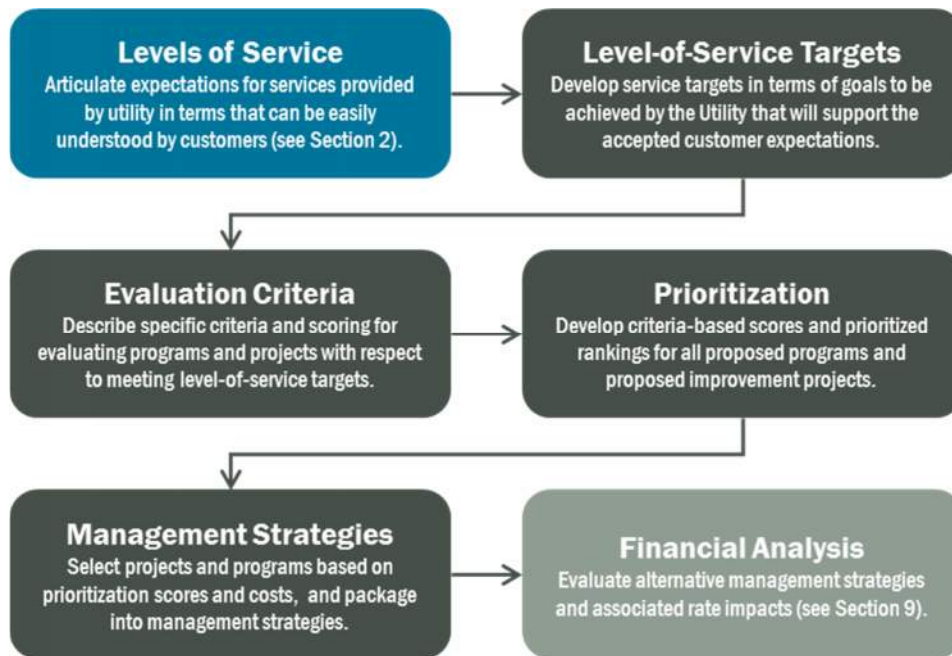 Levels of Service
Articulate expectations for services provided
by utility in terms that can be easily
understood by customers (see Section 2).
Level-of-Service Targets
Develop service targets in terms of goals to be
achieved by the Utility that will support the
accepted customer expectations.
Evaluation Criteria
Describe specific criteria and scoring for
evaluating programs and projects with respect
to meeting level-of-service targets.
Prioritization
Develop criteria-based scores and prioritized
rankings for all proposed programs and
proposed improvement projects.
Management Strategies
Select projects and programs based on
prioritization scores and costs, and package
into management strategies.
Financial Analysis
Evaluate alternative management strategies
and associated rate impacts (see Section 9).